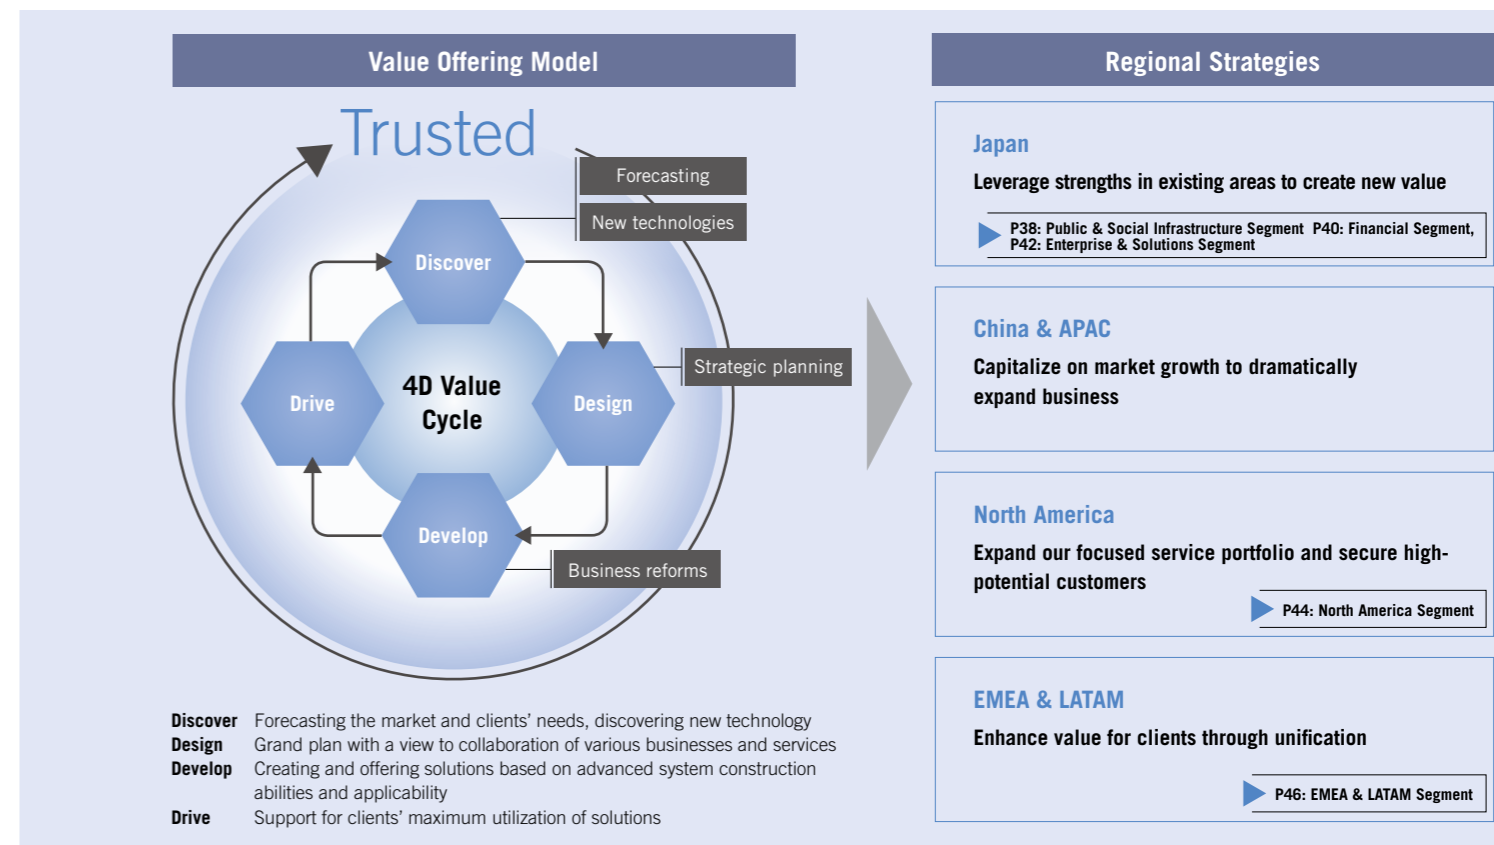 Value Offering Model
Trusted
Forecasting
New technologies
Discover
Strategic planning
4D Value
Cycle
Drive
Design
Develop
Business reforms
Discover Forecasting the market and clients’ needs, discovering new technology
Design Grand plan with a view to collaboration of various businesses and services
Develop Creating and offering solutions based on advanced system construction
abilities and applicability
Drive Support for clients’ maximum utilization of solutions
Regional Strategies
Japan
Leverage strengths in existing areas to create new value
P38: Public & Social Infrastructure Segment P40: Financial Segment,
P42: Enterprise & Solutions Segment
China & APAC
Capitalize on market growth to dramatically
expand business
North America
Expand our focused service portfolio and secure high-
potential customers
P44: North America Segment
EMEA & LATAM
Enhance value for clients through unification
P46: EMEA & LATAM Segment